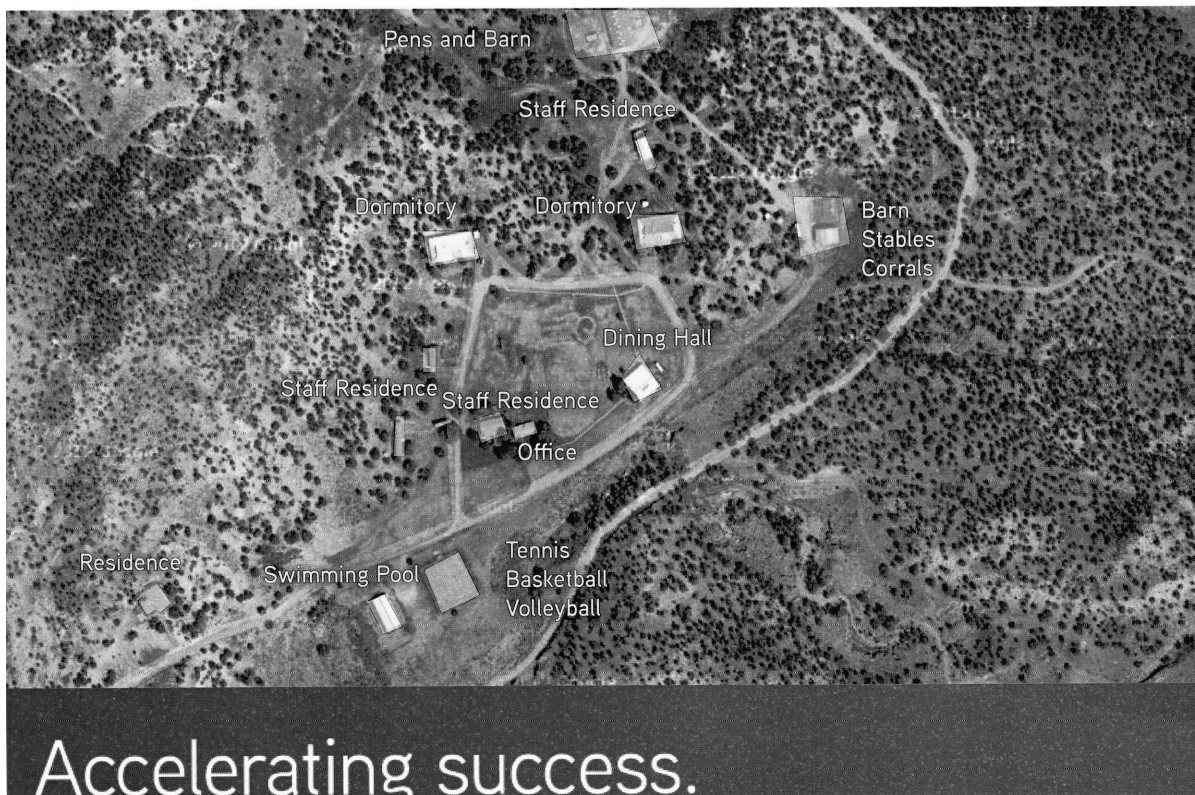 Pens and Barn
Staff Residence
Dormitory
Dormitory
Barn
Stables
Corrals
Dining Hall
Staff Residence
Staff Residence
Office
Residence
Swimming Pool
Tennis
Basketball
Volleyball
Accelerating success.